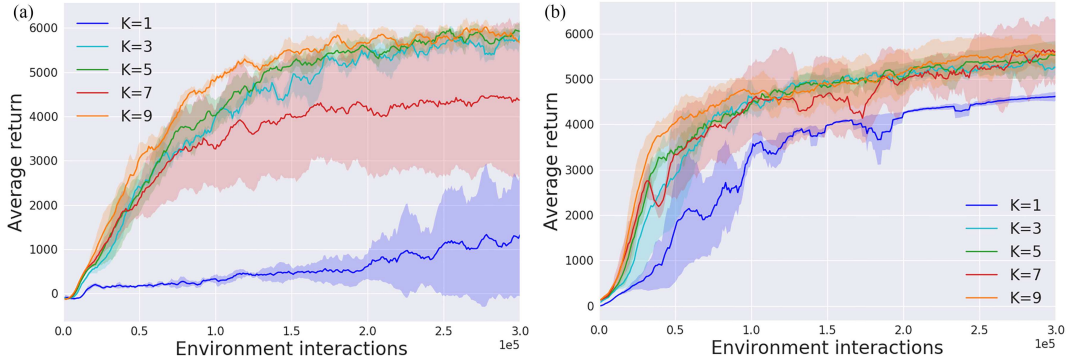 (a)
6000
5000
4000
3000
2000
1000
0
Average return
K=1
K=3
K=5
K=7
K=9
0.0 0.5 1.0 1.5 2.0 2.5 3.0
1e5
Environment interactions
(b)
6000
5000
4000
3000
2000
1000
0
Average return
K=1
K=3
K=5
K=7
K=9
0.0 0.5 1.0 1.5 2.0 2.5 3.0
1e5
Environment interactions